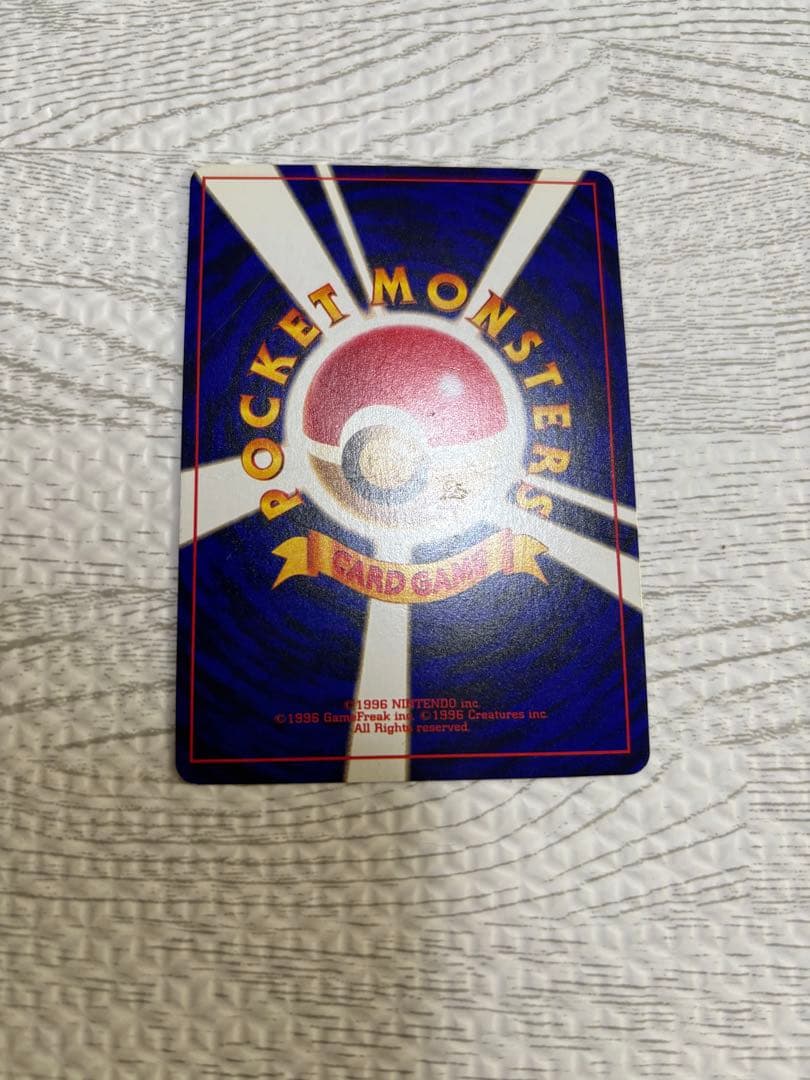 POCKET MONSTERS
CARD GAME
©1996 NINTENDO inc.
©1996 GameFreak inc. ©1996 Creatures inc.
All Rights reserved.